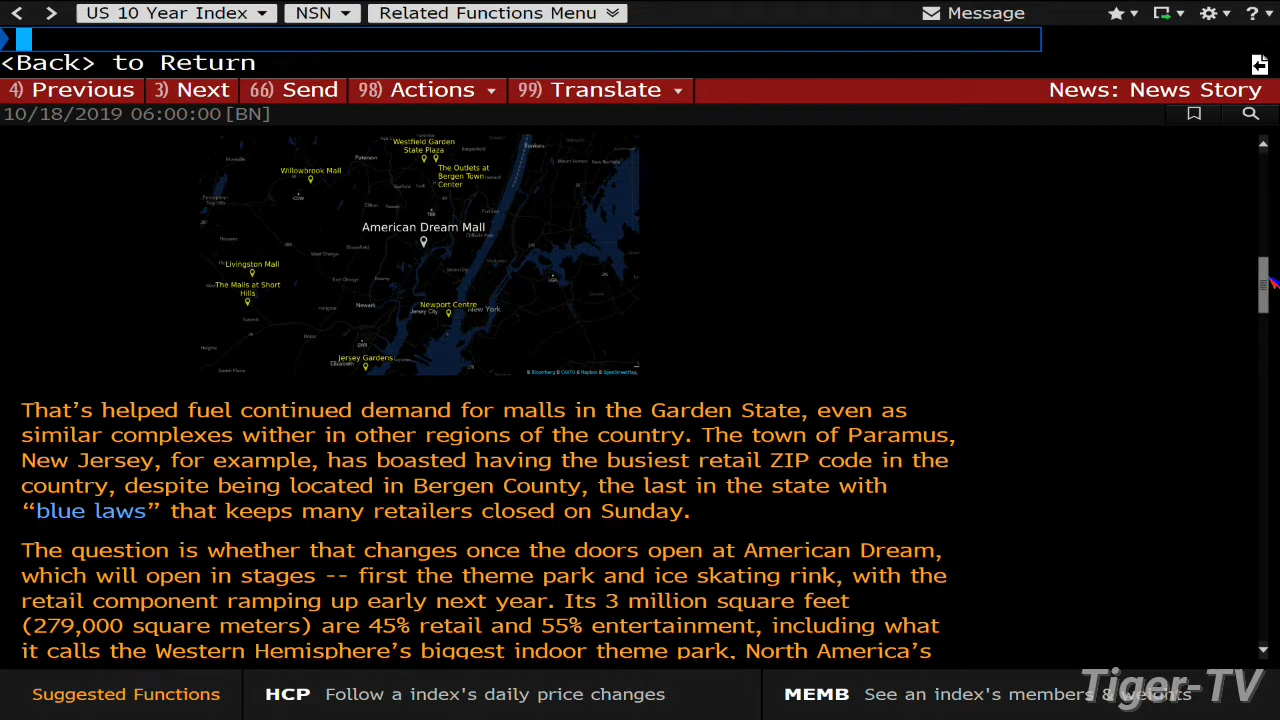 US 10 Year Index NSN Related Functions Menu Message
<Back> to Return
4) Previous 3) Next 66) Send 98) Actions 99) Translate News: News Story
10/18/2019 06:00:00 [BN]
Westfield Garden
State Plaza
Yonkers
Paterson
Willowbrook Mall
The Outlets at
Bergen Town
Center
American Dream Mall
Livingston Mall
The Malls at Short
Hills
Newark
Newport Centre
Jersey City
New York
Jersey Gardens
Elizabeth
That's helped fuel continued demand for malls in the Garden State, even as
similar complexes wither in other regions of the country. The town of Paramus,
New Jersey, for example, has boasted having the busiest retail ZIP code in the
country, despite being located in Bergen County, the last in the state with
“blue laws” that keeps many retailers closed on Sunday.
The question is whether that changes once the doors open at American Dream,
which will open in stages -- first the theme park and ice skating rink, with the
retail component ramping up early next year. Its 3 million square feet
(279,000 square meters) are 45% retail and 55% entertainment, including what
it calls the Western Hemisphere's biggest indoor theme park, North America's
Suggested Functions HCP Follow a index's daily price changes MEMB See an index's members & weights
Tiger-TV